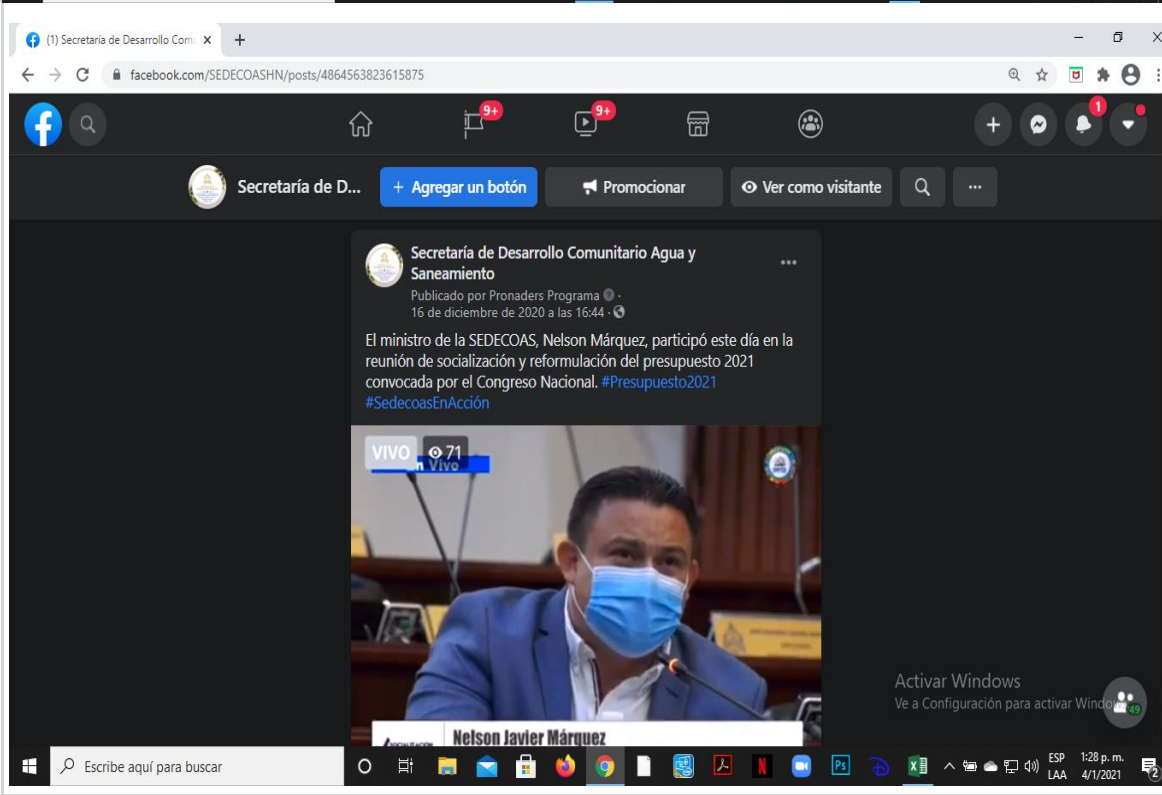 (1) Secretaría de Desarrollo Com
facebook.com/SEDECOASHN/posts/4864563823615875
9+
9+
1
Secretaría de D...
+ Agregar un botón
Promocionar
Ver como visitante
Secretaría de Desarrollo Comunitario Agua y
Saneamiento
Publicado por Pronaders Programa
16 de diciembre de 2020 a las 16:44
El ministro de la SEDECOAS, Nelson Márquez, participó este día en la
reunión de socialización y reformulación del presupuesto 2021
convocada por el Congreso Nacional. #Presupuesto2021
#SedecoasEnAcción
VIVO 71
n Vivo
Nelson Javier Márquez
Activar Windows
Ve a Configuración para activar Windo
49
Escribe aquí para buscar
Ps
ESP
LAA
1:28 p. m.
4/1/2021
2